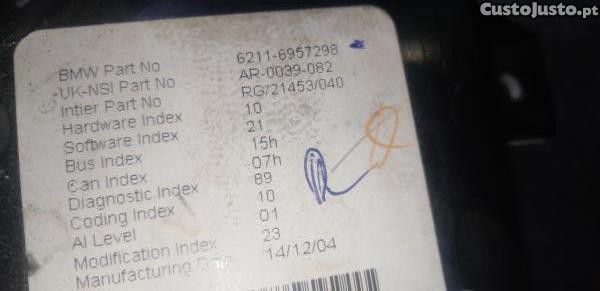 CustoJusto.pt
BMW Part No 6211-6957298
UK-NSI Part No AR-0039-082
Intier Part No RG/21453/040
Hardware Index 10
Software Index 21
Bus Index 15h
Can Index 07h
Diagnostic Index 89
Coding Index 10
AI Level 01
Modification Index 23
Manufacturing 14/12/04